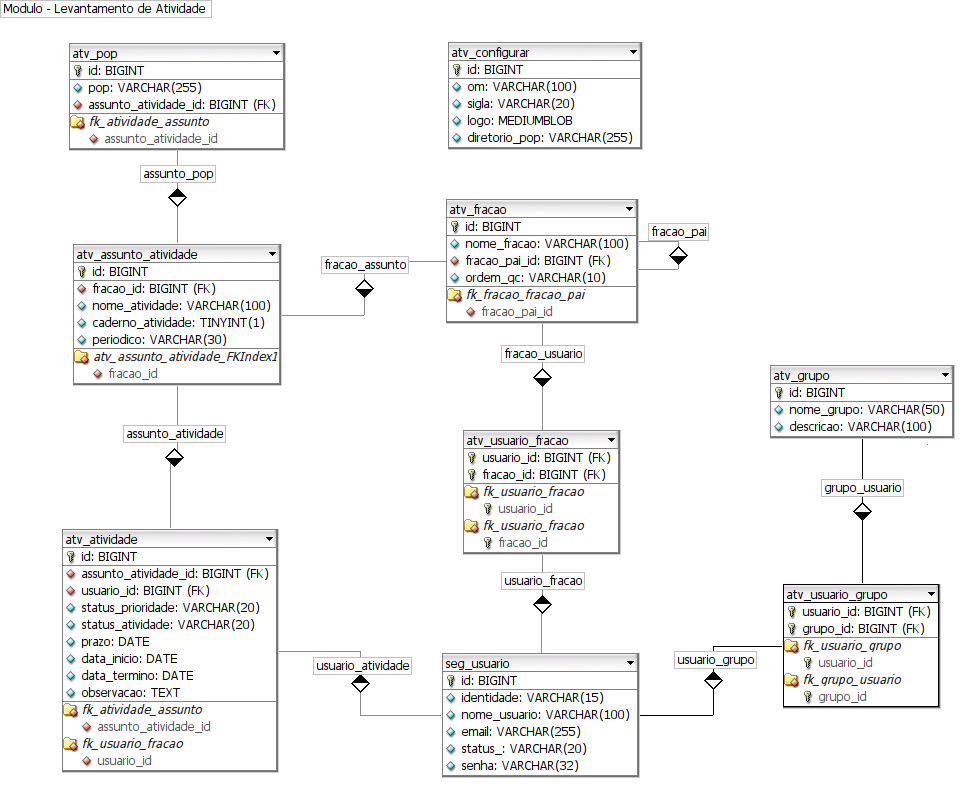 Modulo - Levantamento de Atividade
atv_pop
id: BIGINT
pop: VARCHAR(255)
assunto_atividade_id: BIGINT (FK)
fk_atividade_assunto
assunto_atividade_id
atv_configurar
id: BIGINT
om: VARCHAR(100)
sigla: VARCHAR(20)
logo: MEDIUMBLOB
diretorio_pop: VARCHAR(255)
assunto_pop
atv_fracao
id: BIGINT
nome_fracao: VARCHAR(100)
fracao_pai_id: BIGINT (FK)
ordem_qc: VARCHAR(10)
fk_fracao_fracao_pai
fracao_pai_id
fracao_pai
atv_assunto_atividade
id: BIGINT
fracao_id: BIGINT (FK)
nome_atividade: VARCHAR(100)
caderno_atividade: TINYINT(1)
periodico: VARCHAR(30)
atv_assunto_atividade_FKIndex1
fracao_id
fracao_assunto
fracao_usuario
atv_grupo
id: BIGINT
nome_grupo: VARCHAR(50)
descricao: VARCHAR(100)
assunto_atividade
atv_usuario_fracao
usuario_id: BIGINT (FK)
fracao_id: BIGINT (FK)
fk_usuario_fracao
usuario_id
fk_usuario_fracao
fracao_id
grupo_usuario
atv_atividade
id: BIGINT
assunto_atividade_id: BIGINT (FK)
usuario_id: BIGINT (FK)
status_prioridade: VARCHAR(20)
status_atividade: VARCHAR(20)
prazo: DATE
data_inicio: DATE
data_termino: DATE
observacao: TEXT
fk_atividade_assunto
assunto_atividade_id
fk_usuario_fracao
usuario_id
usuario_fracao
atv_usuario_grupo
usuario_id: BIGINT (FK)
grupo_id: BIGINT (FK)
fk_usuario_grupo
usuario_id
fk_grupo_usuario
grupo_id
usuario_atividade
seg_usuario
id: BIGINT
identidade: VARCHAR(15)
nome_usuario: VARCHAR(100)
email: VARCHAR(255)
status_: VARCHAR(20)
senha: VARCHAR(32)
usuario_grupo